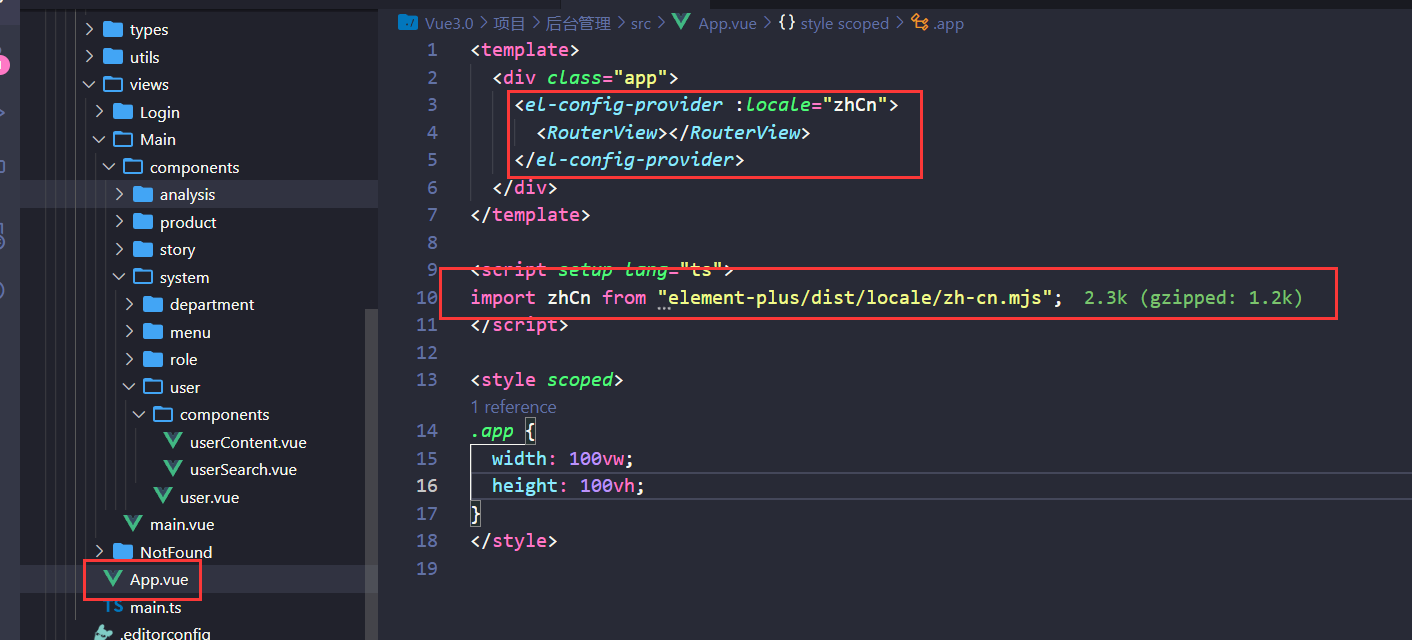 types
utils
views
Login
Main
components
analysis
product
story
system
department
menu
role
user
components
userContent.vue
userSearch.vue
user.vue
main.vue
NotFound
App.vue
TS main.ts
.editorconfig
Vue3.0 > 项目 > 后台管理 > src > App.vue > {} style scoped > .app
1 <template>
2 <div class="app">
3 <el-config-provider :locale="zhCn">
4 <RouterView></RouterView>
5 </el-config-provider>
6 </div>
7 </template>
8
9 <script setup lang="ts">
10 import zhCn from "element-plus/dist/locale/zh-cn.mjs"; 2.3k (gzipped: 1.2k)
11 </script>
12
13 <style scoped>
1 reference
14 .app {
15 width: 100vw;
16 height: 100vh;
17 }
18 </style>
19